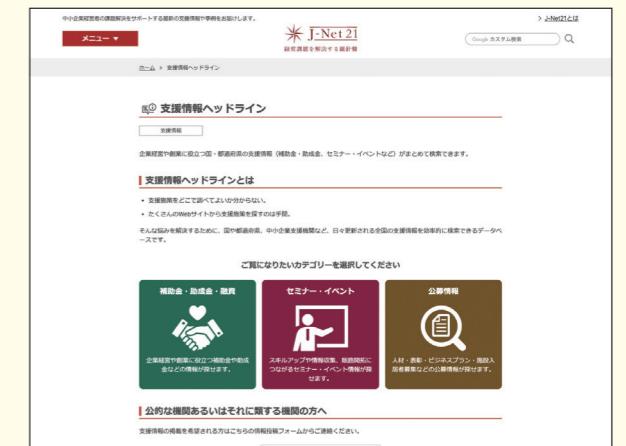 中小企業経営者の課題解決をサポートする最新の支援情報や事例をお届けします。
> J-Net21とは
メニュー ▼
J-Net 21
経営課題を解決する羅針盤
Google カスタム検索
ホーム > 支援情報ヘッドライン
支援情報ヘッドライン
支援情報
企業経営や創業に役立つ国・都道府県の支援情報（補助金・助成金、セミナー・イベントなど）がまとめて検索できます。
支援情報ヘッドラインとは
• 支援施策をどこで調べてよいか分からない。
• たくさんのWebサイトから支援施策を探すのは手間。
そんな悩みを解決するために、国や都道府県、中小企業支援機関など、日々更新される全国の支援情報を効率的に検索できるデータベ
ースです。
ご覧になりたいカテゴリーを選択してください
補助金・助成金・融資
企業経営や創業に役立つ補助金や助成
金などの情報が探せます。
セミナー・イベント
スキルアップや情報収集、販路開拓に
つながるセミナー・イベント情報が探
せます。
公募情報
人材・表彰・ビジネスプラン・施設入
居者募集などの公募情報が探せます。
公的な機関あるいはそれに類する機関の方へ
支援情報の掲載を希望される方はこちらの情報投稿フォームからご連絡ください。